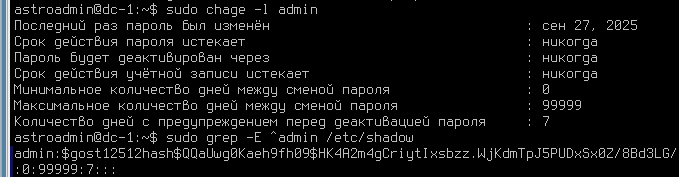 astroadmin@dc-1:~$ sudo chage -l admin
Последний раз пароль был изменён : сен 27, 2025
Срок действия пароля истекает : никогда
Пароль будет деактивирован через : никогда
Срок действия учётной записи истекает : никогда
Минимальное количество дней между сменой пароля : 0
Максимальное количество дней между сменой пароля : 99999
Количество дней с предупреждением перед деактивацией пароля : 7
astroadmin@dc-1:~$ sudo grep -E ^admin /etc/shadow
admin:$gost12512hash$QQaUwg0Kaeh9fh09$HK4A2m4gCriytIxsbzz.WjKdmTpJ5PUDxSx0Z/8Bd3LG/
:0:99999:7:::